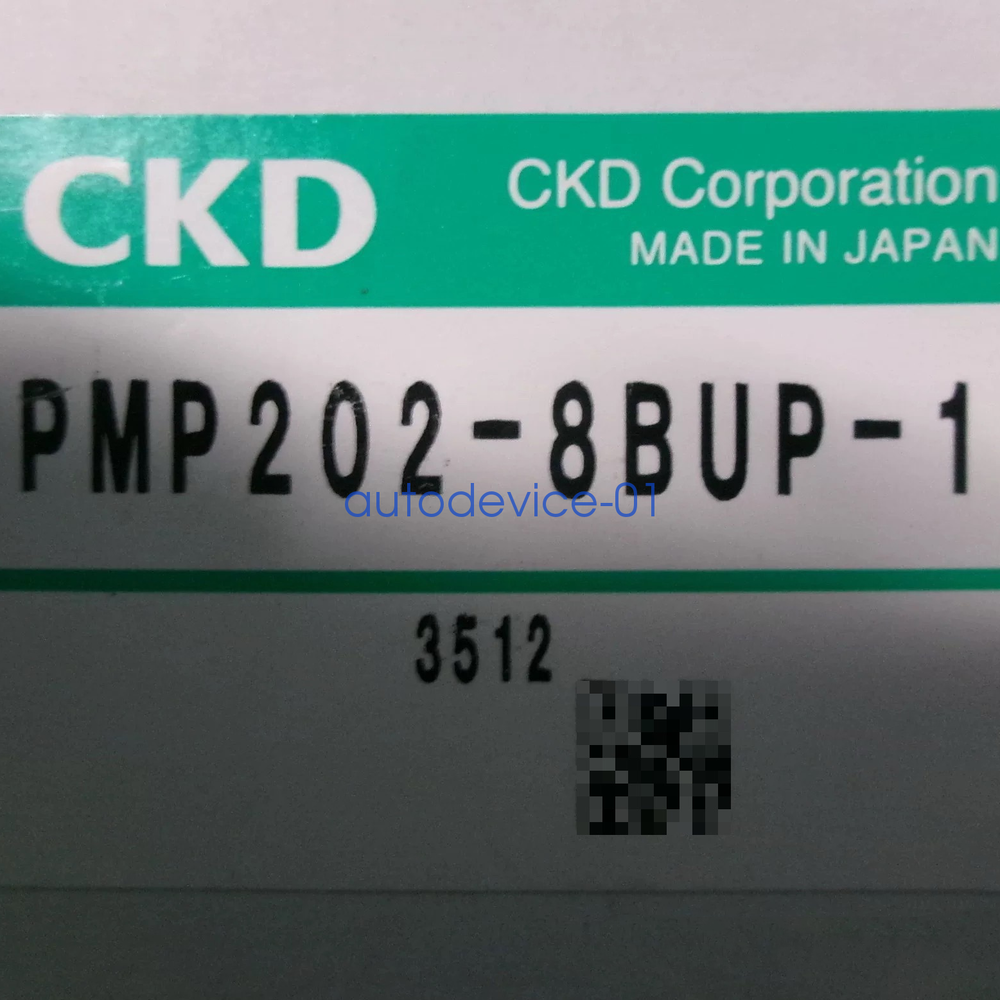 CKD
CKD Corporation
MADE IN JAPAN
PMP202-8BUP-1
autodevice-01
3512